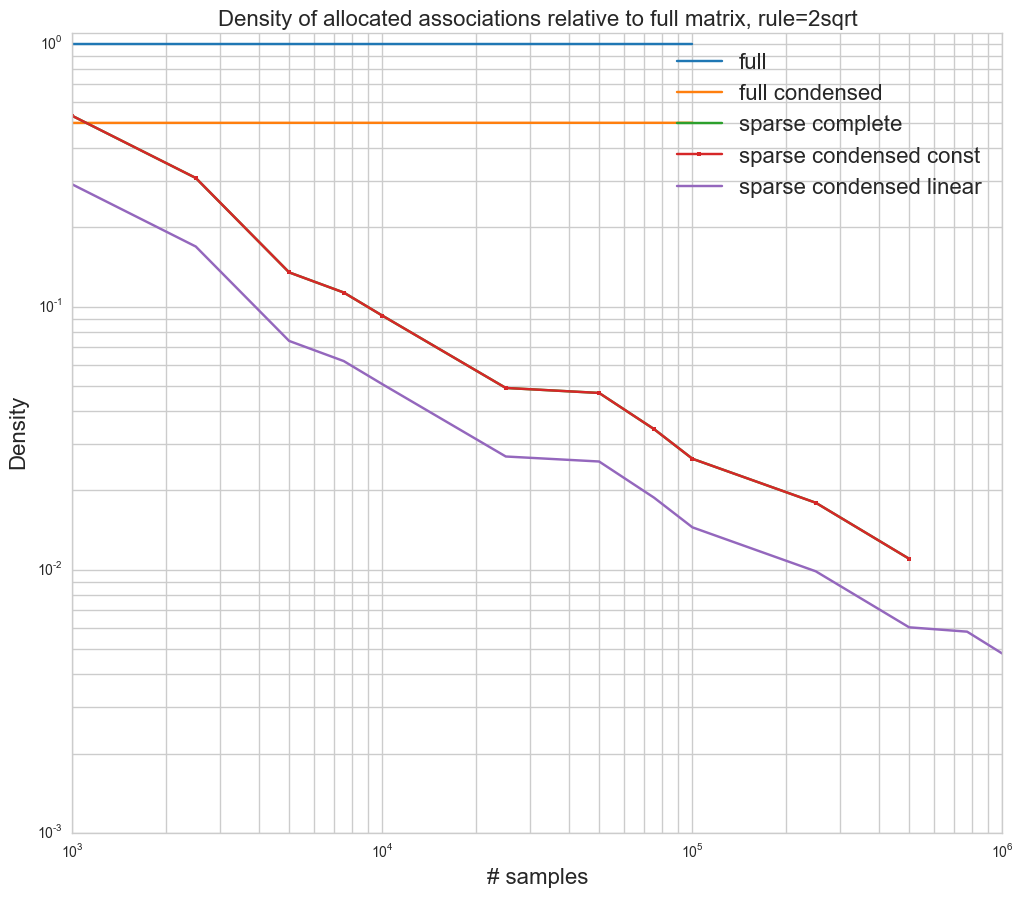 Density of allocated associations relative to full matrix, rule=2sqrt
10⁰
10⁻¹
10⁻²
10⁻³
Density
full
full condensed
sparse complete
sparse condensed const
sparse condensed linear
10³ 10⁴ 10⁵ 10⁶
# samples